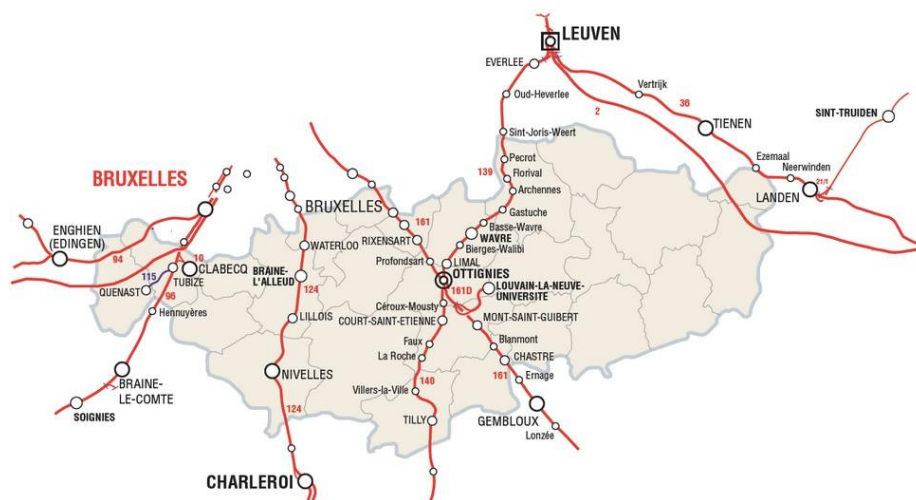 LEUVEN
EVERLEE
Vertrijk
Oud-Heverlee
36
2
SINT-TRUIDEN
TIENEN
Sint-Joris-Weert
Pecrot
139
Florival
Ezemaal
Neerwinden
BRUXELLES
Archennes
21/1
LANDEN
BRUXELLES
Gastuche
161
Basse-Wavre
ENGHIEN
(EDINGEN)
WATERLOO
RIXENSART
WAVRE
Bierges-Walibi
94
10
Profondsart
LIMAL
115
CLABECQ
BRAINE-
L'ALLEUD
OTTIGNIES
QUENAST
TUBIZE
124
161D
LOUVAIN-LA-NEUVE-
UNIVERSITE
96
Hennuyères
Céroux-Mousty
LILLOIS
COURT-SAINT-ETIENNE
MONT-SAINT-GUIBERT
Faux
Blanmont
La Roche
CHASTRE
BRAINE-
LE-COMTE
NIVELLES
140
161
Ernage
Villers-la-Ville
SOIGNIES
124
TILLY
GEMBLOUX
Lonzée
CHARLEROI